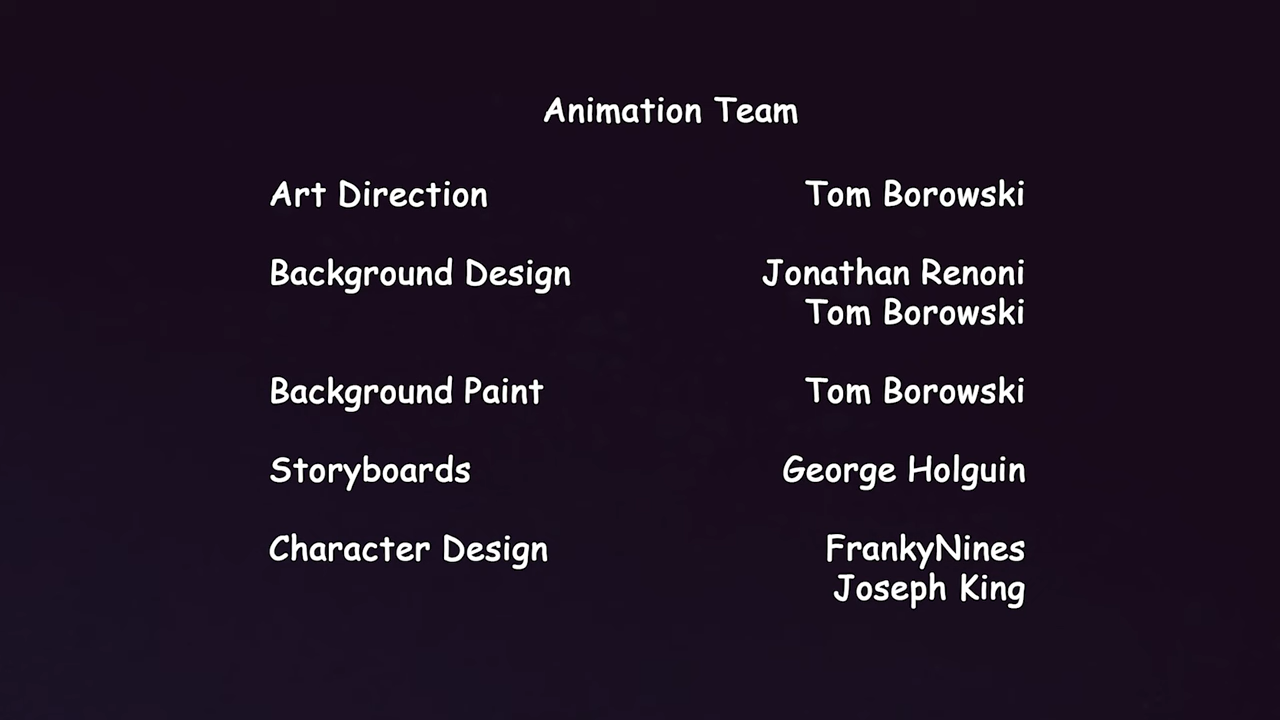 Animation Team
Art Direction Tom Borowski
Background Design Jonathan Renoni
Tom Borowski
Background Paint Tom Borowski
Storyboards George Holguin
Character Design FrankyNines
Joseph King